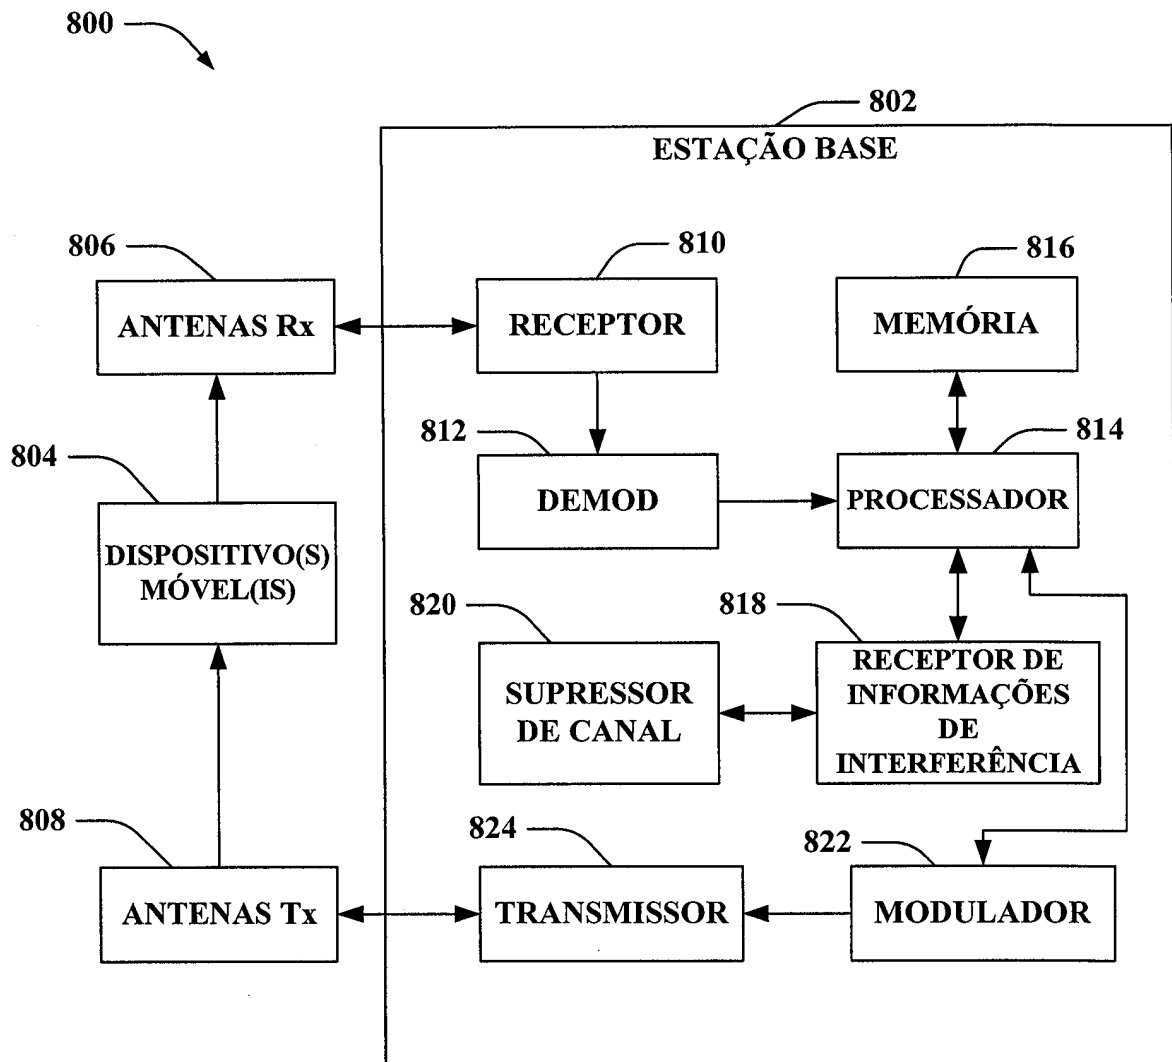 800
802
ESTAÇÃO BASE
806
ANTENAS Rx
810
RECEPTOR
816
MEMÓRIA
812
DEMOD
814
PROCESSADOR
804
DISPOSITIVO(S)
MÓVEL(IS)
820
SUPRESSOR
DE CANAL
818
RECEPTOR DE
INFORMAÇÕES
DE
INTERFERÊNCIA
808
ANTENAS Tx
824
TRANSMISSOR
822
MODULADOR